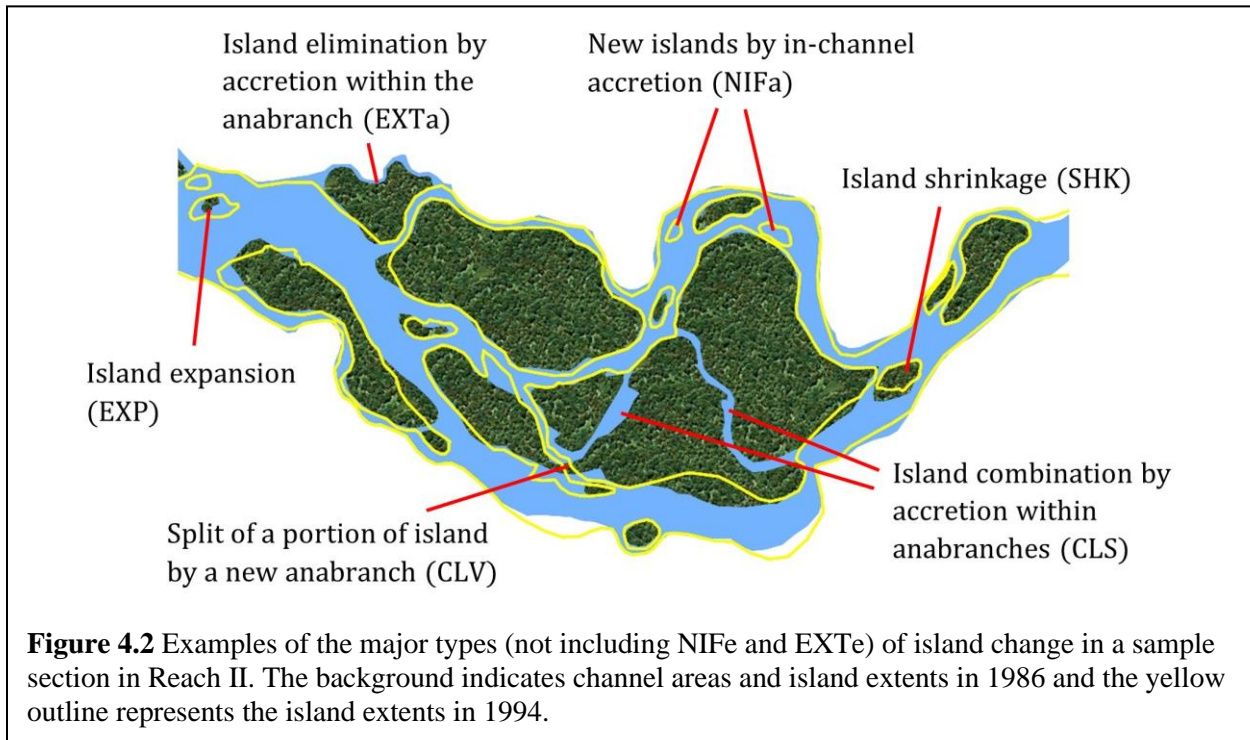 Island elimination by
accretion within the
anabranch (EXTa)
New islands by in-channel
accretion (NIFa)
Island shrinkage (SHK)
Island expansion
(EXP)
Split of a portion of island
by a new anabranch (CLV)
Island combination by
accretion within
anabranches (CLS)
Figure 4.2 Examples of the major types (not including NIFe and EXTe) of island change in a sample
section in Reach II. The background indicates channel areas and island extents in 1986 and the yellow
outline represents the island extents in 1994.